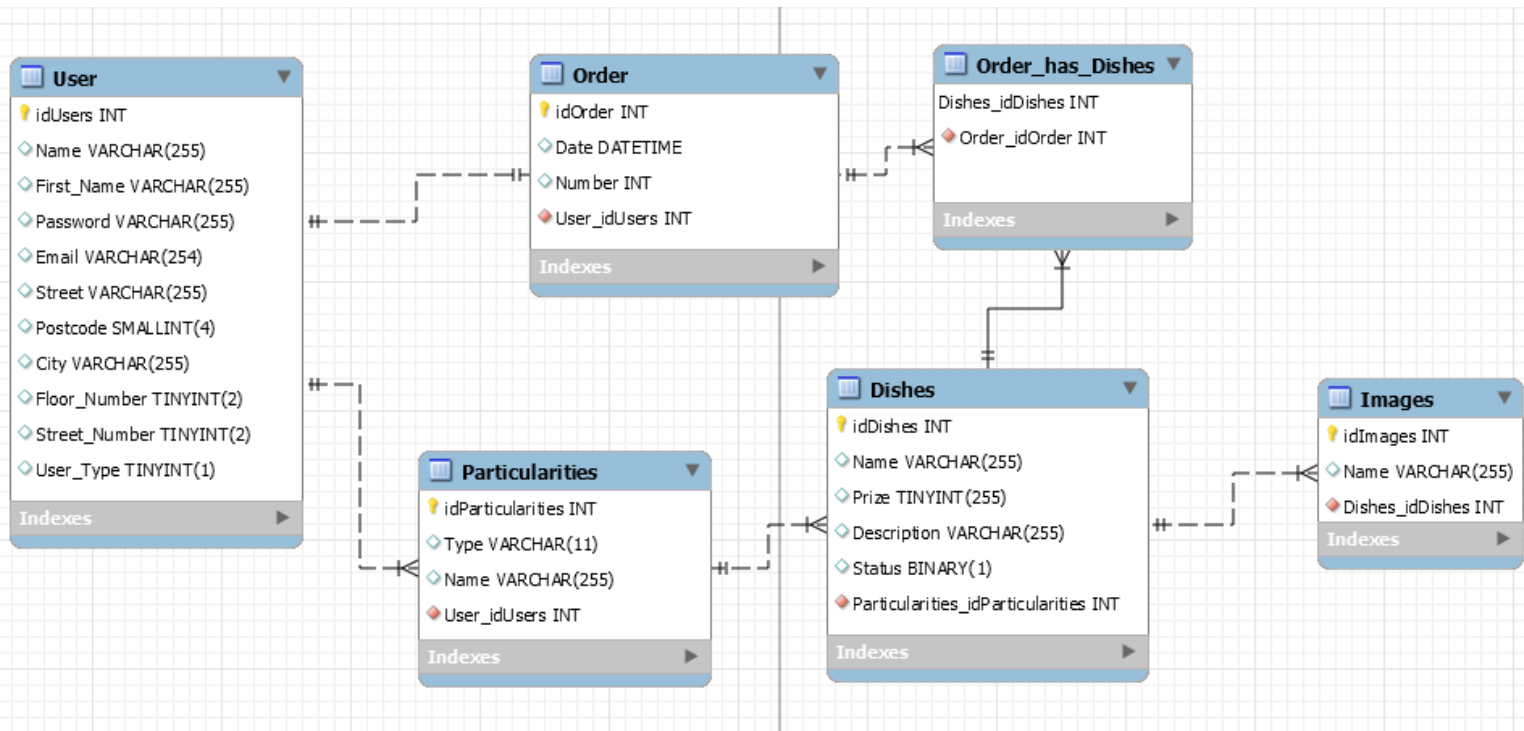 User
idUsers INT
Name VARCHAR(255)
First_Name VARCHAR(255)
Password VARCHAR(255)
Email VARCHAR(254)
Street VARCHAR(255)
Postcode SMALLINT(4)
City VARCHAR(255)
Floor_Number TINYINT(2)
Street_Number TINYINT(2)
User_Type TINYINT(1)
Indexes
Order
idOrder INT
Date DATETIME
Number INT
User_idUsers INT
Indexes
Order_has_Dishes
Dishes_idDishes INT
Order_idOrder INT
Indexes
Particularities
idParticularities INT
Type VARCHAR(11)
Name VARCHAR(255)
User_idUsers INT
Indexes
Dishes
idDishes INT
Name VARCHAR(255)
Prize TINYINT(255)
Description VARCHAR(255)
Status BINARY(1)
Particularities_idParticularities INT
Indexes
Images
idImages INT
Name VARCHAR(255)
Dishes_idDishes INT
Indexes